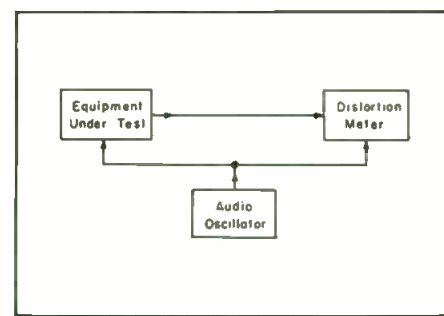 Equipment
Under Test
Distortion
Meter
Audio
Oscillator